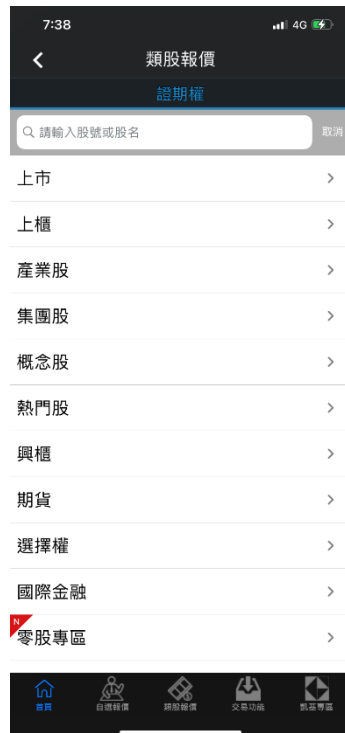 7:38
4G
類股報價
證期權
請輸入股號或股名
取消
上市
上櫃
產業股
集團股
概念股
熱門股
興櫃
期貨
選擇權
國際金融
N
零股專區
首頁 自選報價 類股報價 交易功能 凱基專區